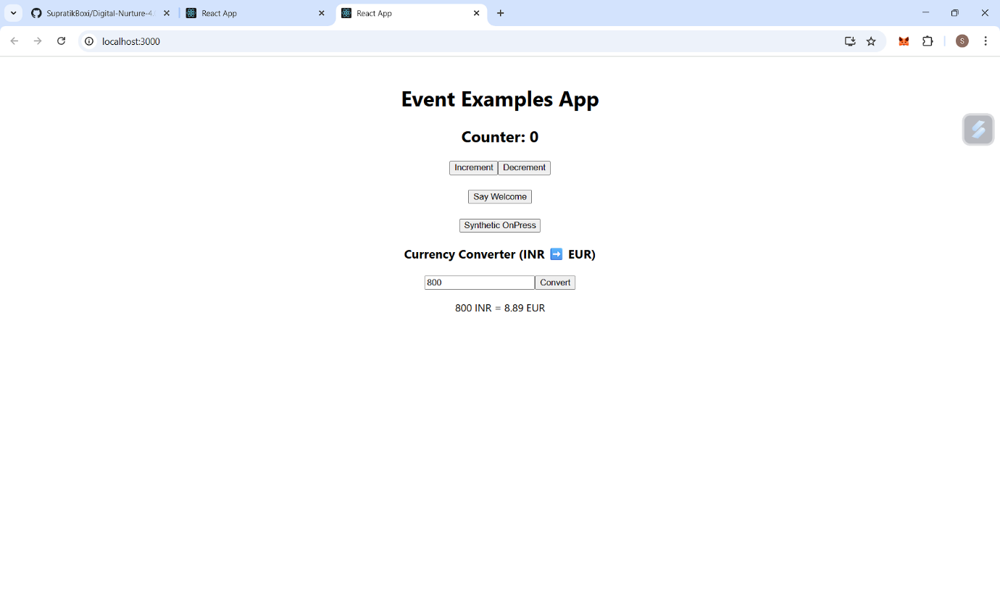 SupratikBoxi/Digital-Nurture-4.
React App
React App
localhost:3000
S
Event Examples App
Counter: 0
Increment Decrement
Say Welcome
Synthetic OnPress
Currency Converter (INR ➡️ EUR)
800 Convert
800 INR = 8.89 EUR